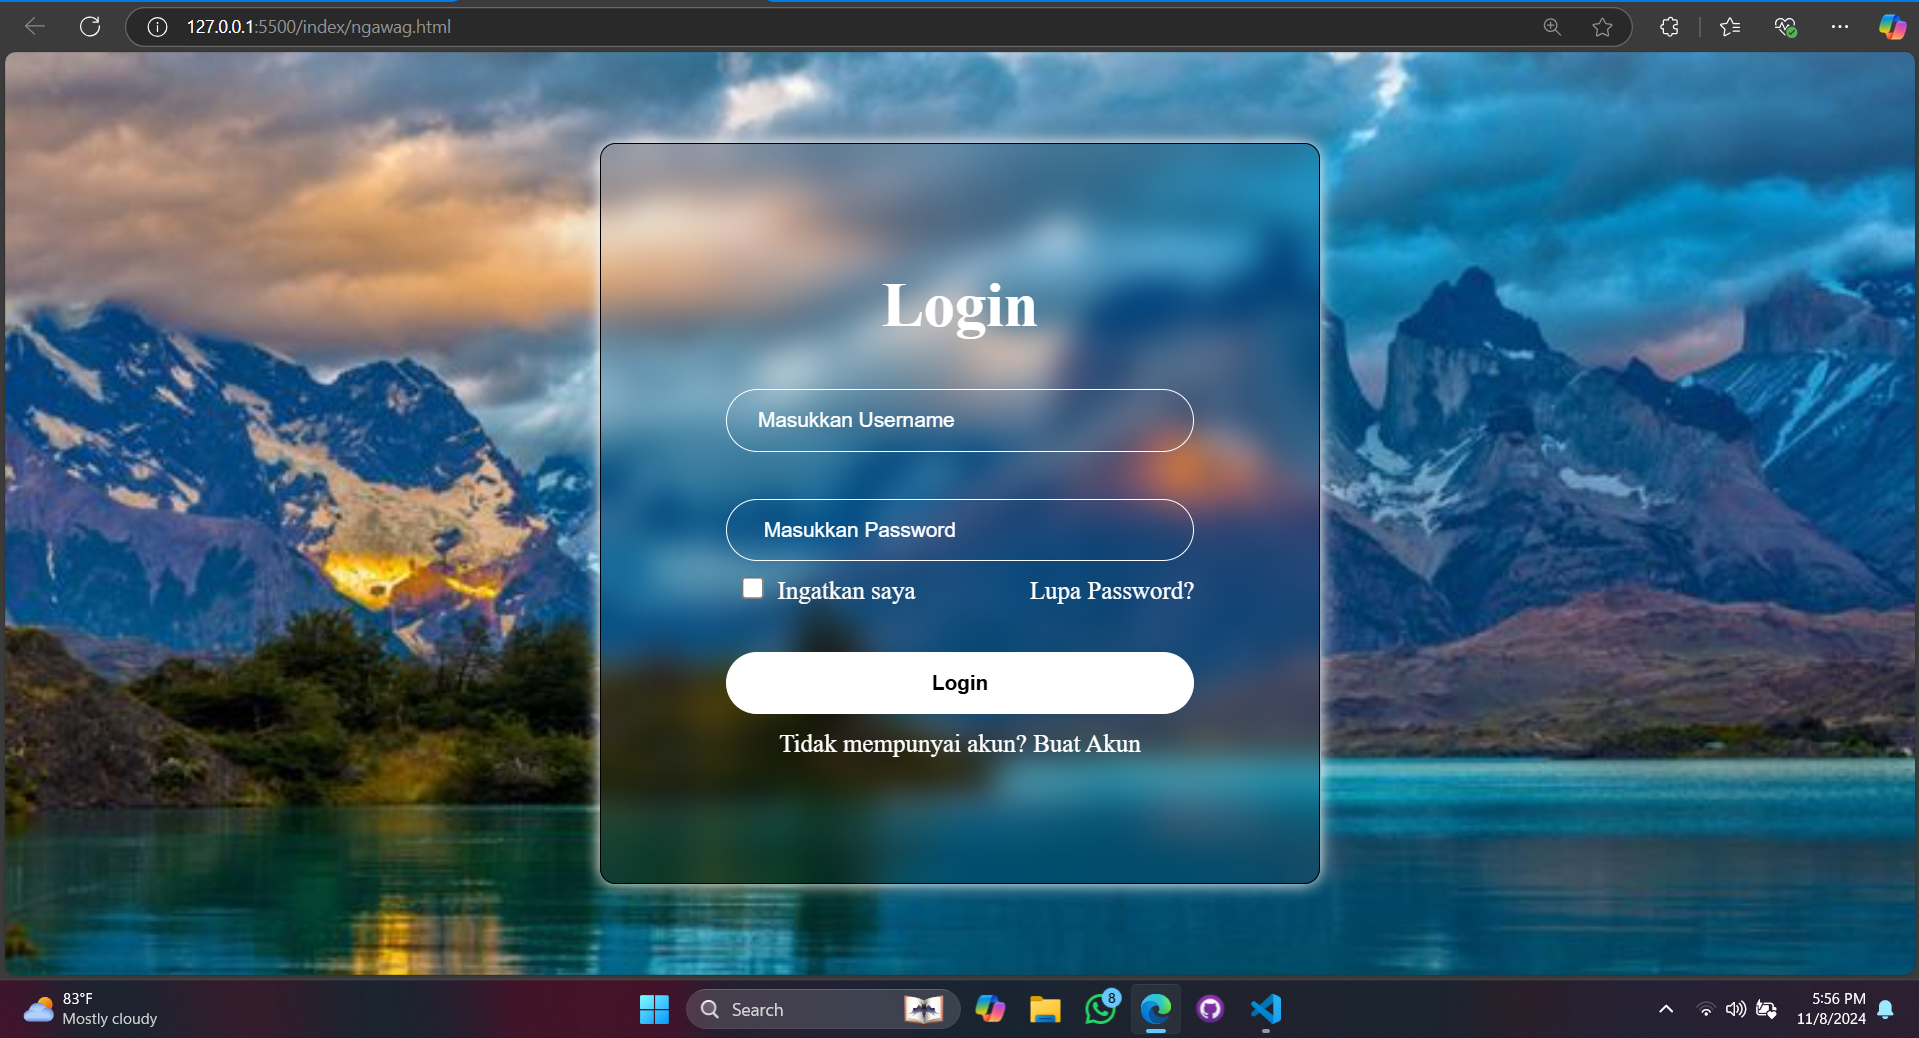 127.0.0.1:5500/index/ngawag.html
Login
Masukkan Username
Masukkan Password
Ingatkan saya Lupa Password?
Login
Tidak mempunyai akun? Buat Akun
83°F
Mostly cloudy
Search
8
5:56 PM
11/8/2024